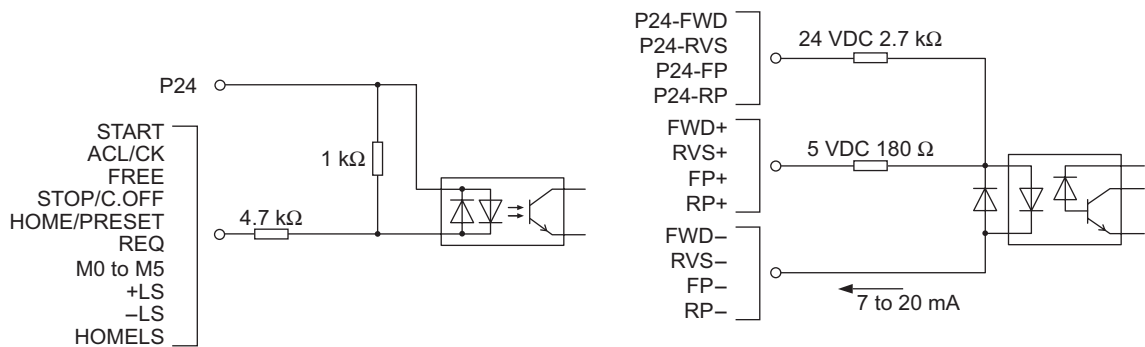 P24
START
ACL/CK
FREE
STOP/C.OFF
HOME/PRESET
REQ
M0 to M5
+LS
–LS
HOMELS
1 kΩ
4.7 kΩ
P24-FWD
P24-RVS
P24-FP
P24-RP
24 VDC 2.7 kΩ
FWD+
RVS+
FP+
RP+
5 VDC 180 Ω
FWD–
RVS–
FP–
RP–
7 to 20 mA